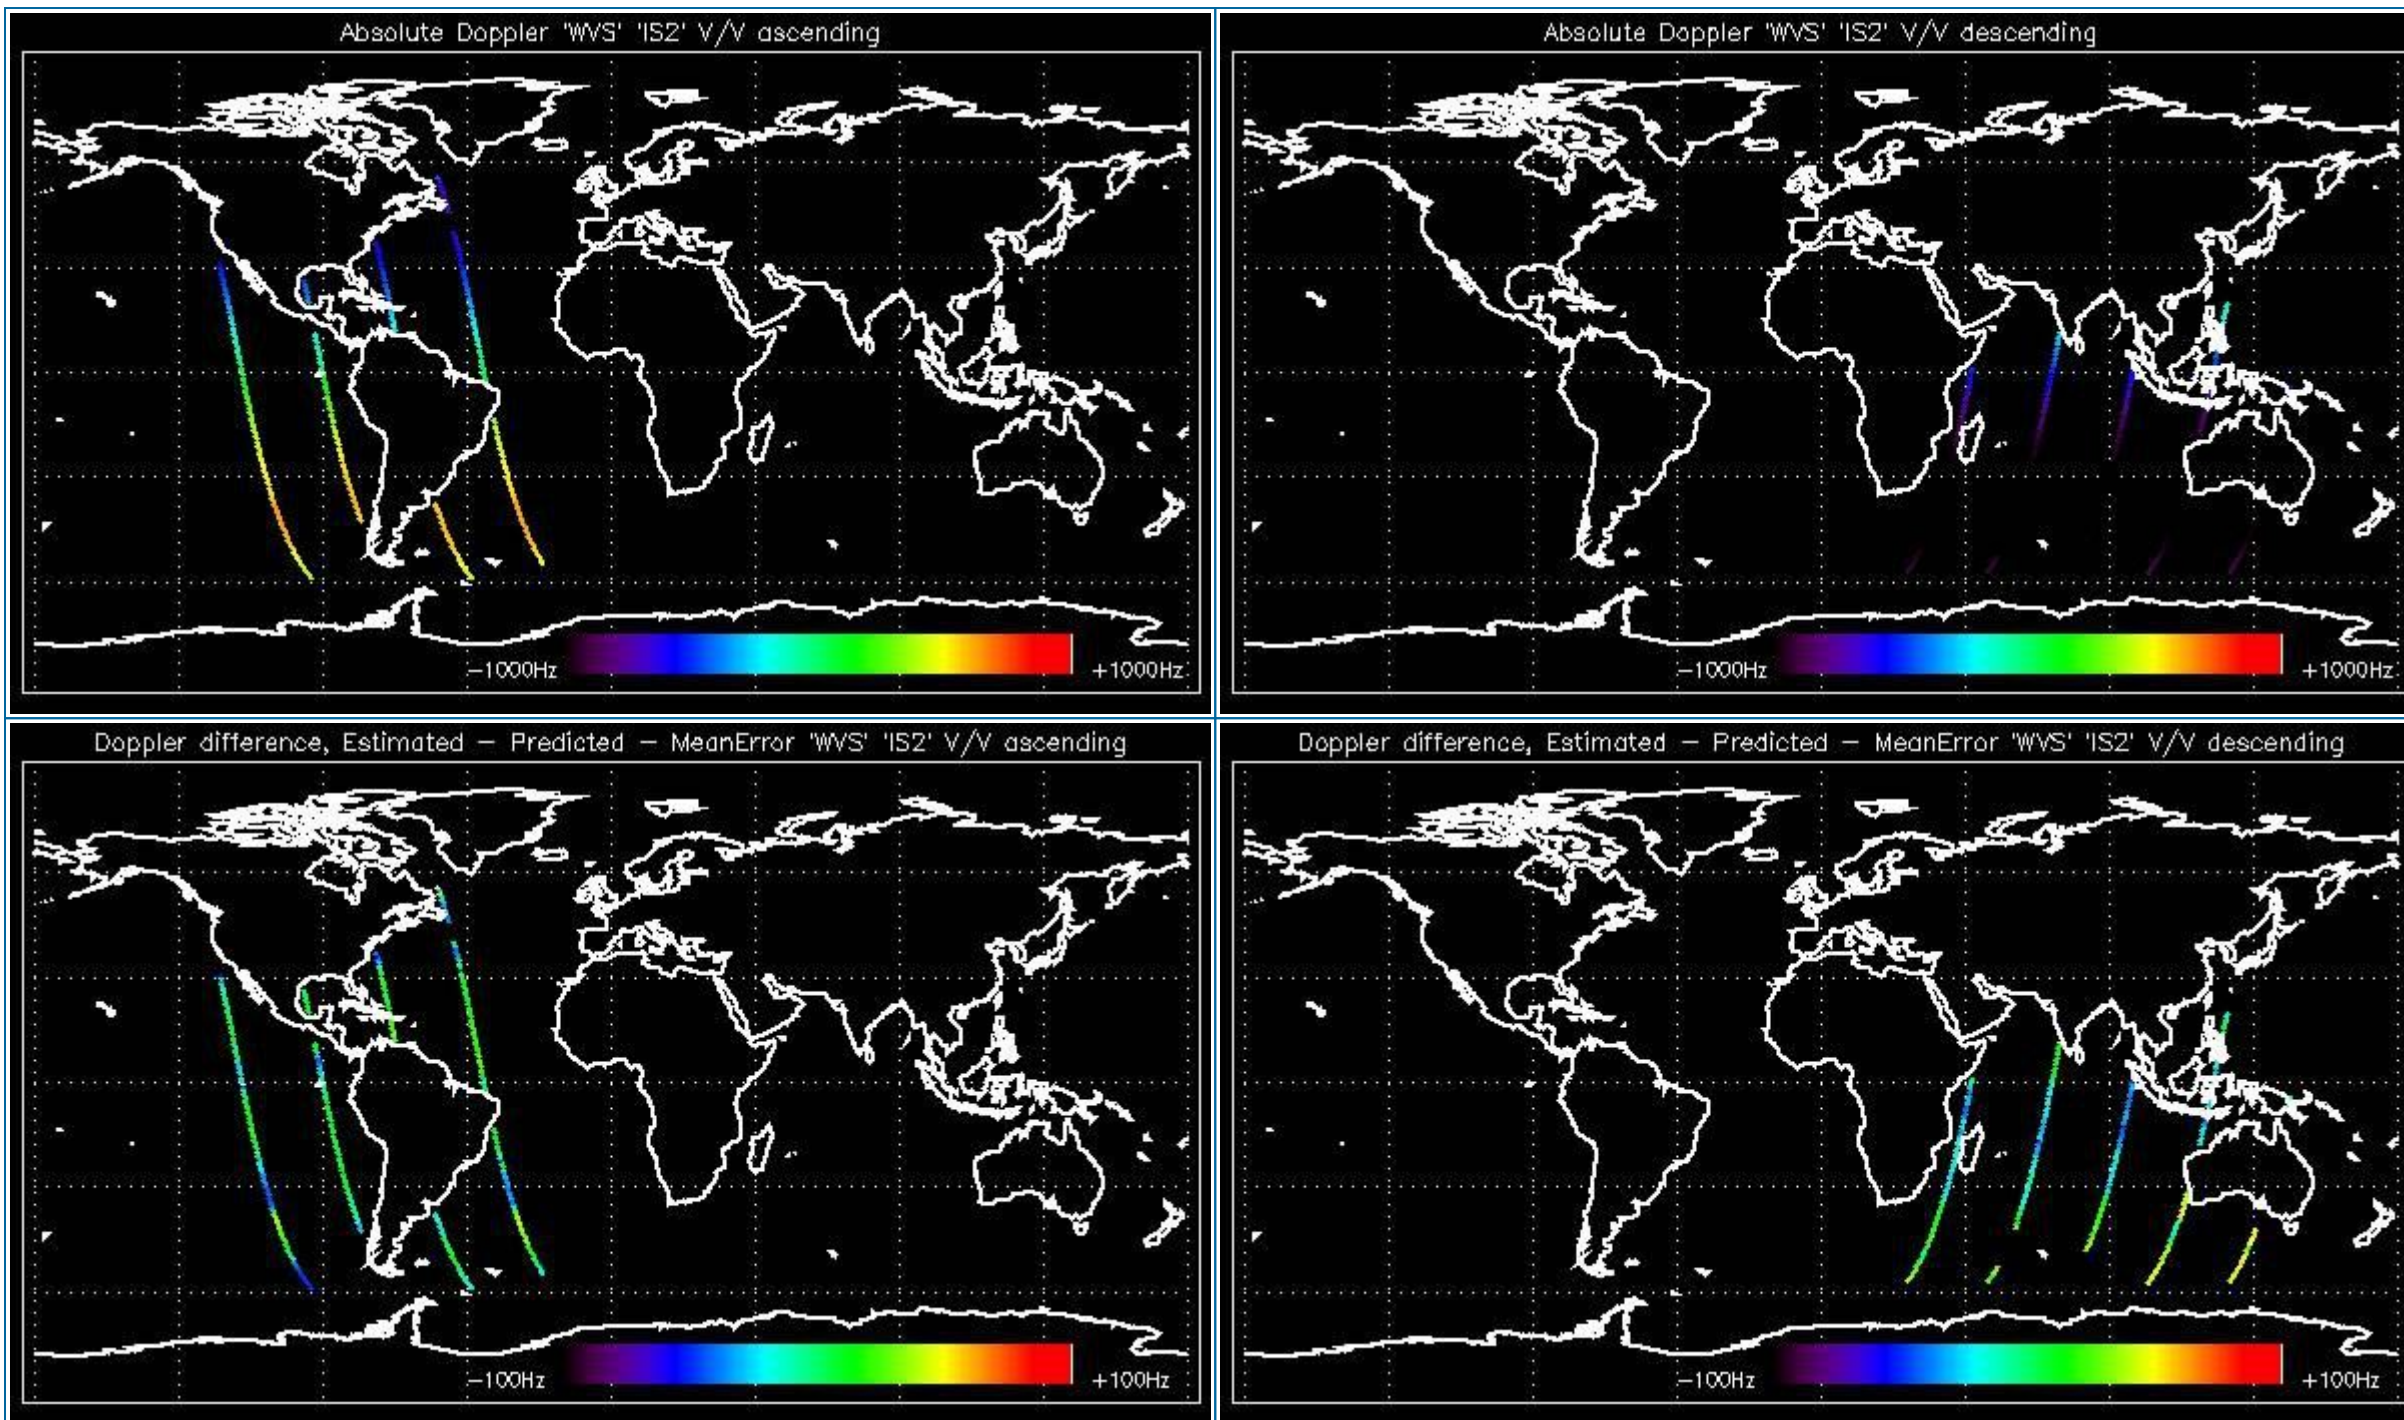 Absolute Doppler 'WVS' 'IS2' V/V ascending
-1000Hz +1000Hz
Absolute Doppler 'WVS' 'IS2' V/V descending
-1000Hz +1000Hz
Doppler difference, Estimated - Predicted - MeanError 'WVS' 'IS2' V/V ascending
-100Hz +100Hz
Doppler difference, Estimated - Predicted - MeanError 'WVS' 'IS2' V/V descending
-100Hz +100Hz